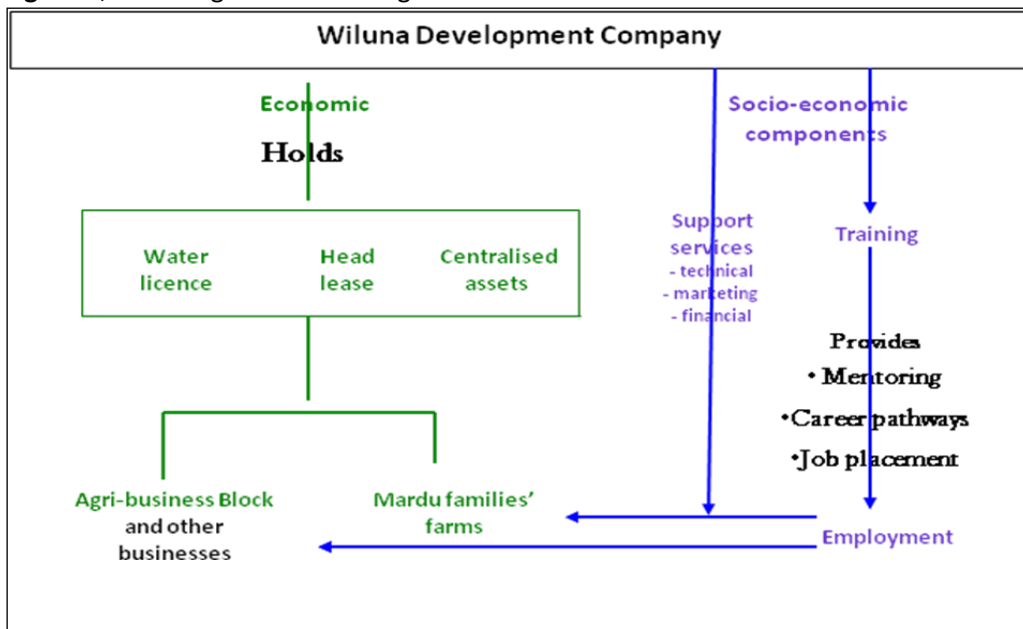 Wiluna Development Company
Economic
Holds
Water
licence
Head
lease
Centralised
assets
Socio-economic
components
Support
services
- technical
- marketing
- financial
Training
Provides
• Mentoring
•Career pathways
•Job placement
Agri-business Block
and other
businesses
Mardu families'
farms
Employment